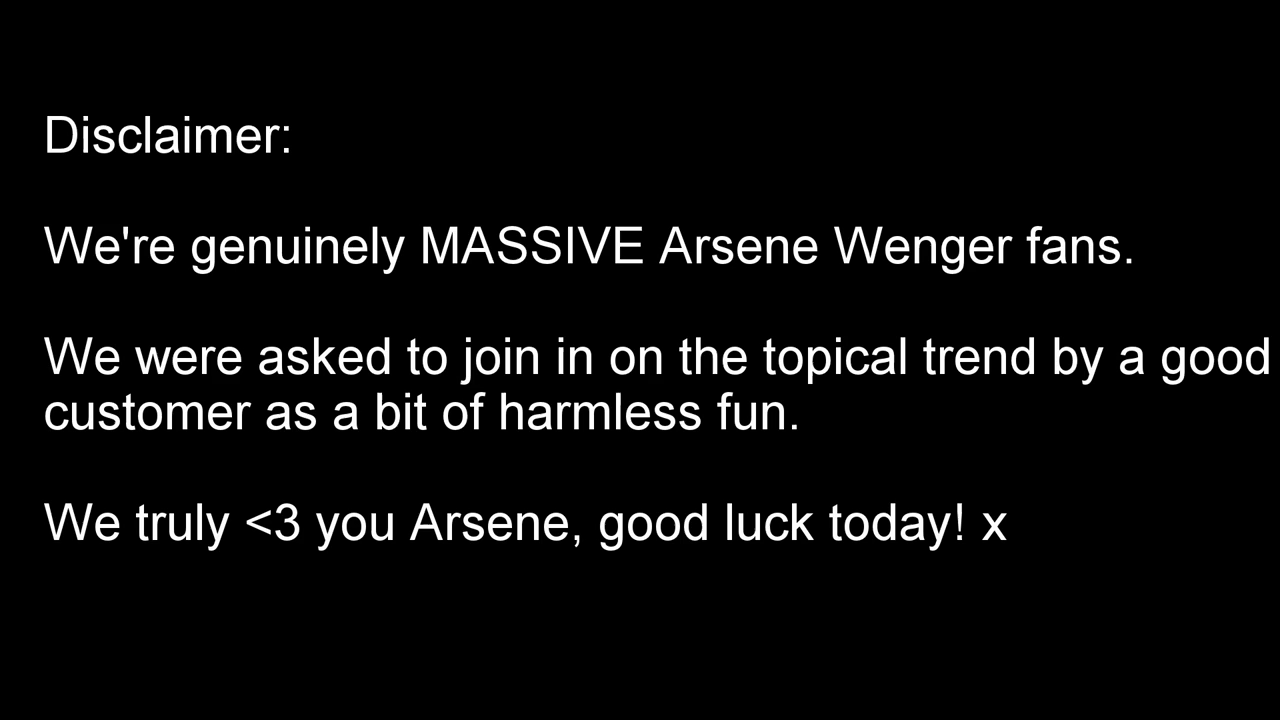 Disclaimer:
We're genuinely MASSIVE Arsene Wenger fans.
We were asked to join in on the topical trend by a good
customer as a bit of harmless fun.
We truly <3 you Arsene, good luck today! x